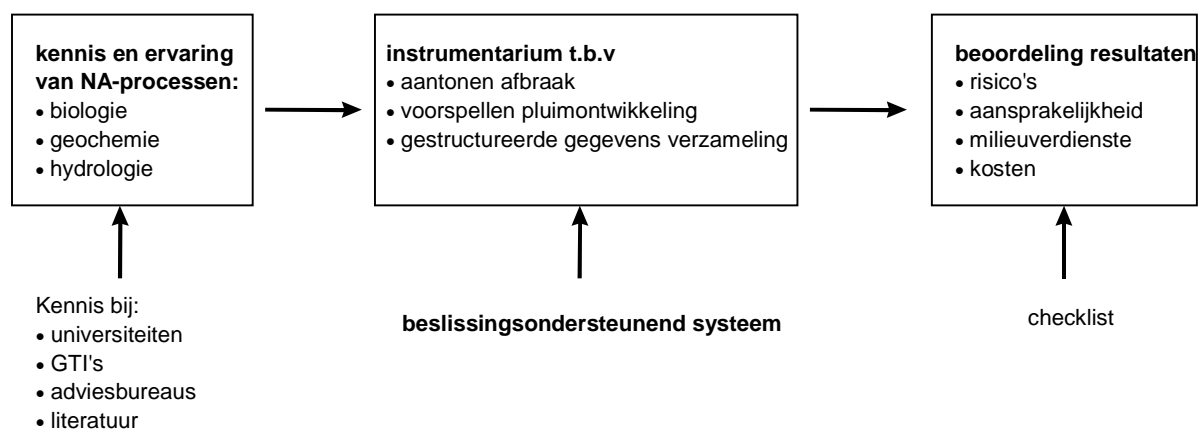 kennis en ervaring
van NA-processen:
• biologie
• geochemie
• hydrologie
instrumentarium t.b.v
• aantonen afbraak
• voorspellen pluimontwikkeling
• gestructureerde gegevens verzameling
beoordeling resultaten
• risico's
• aansprakelijkheid
• milieuverdienste
• kosten
Kennis bij:
• universiteiten
• GTI's
• adviesbureaus
• literatuur
beslissingsondersteunend systeem
checklist